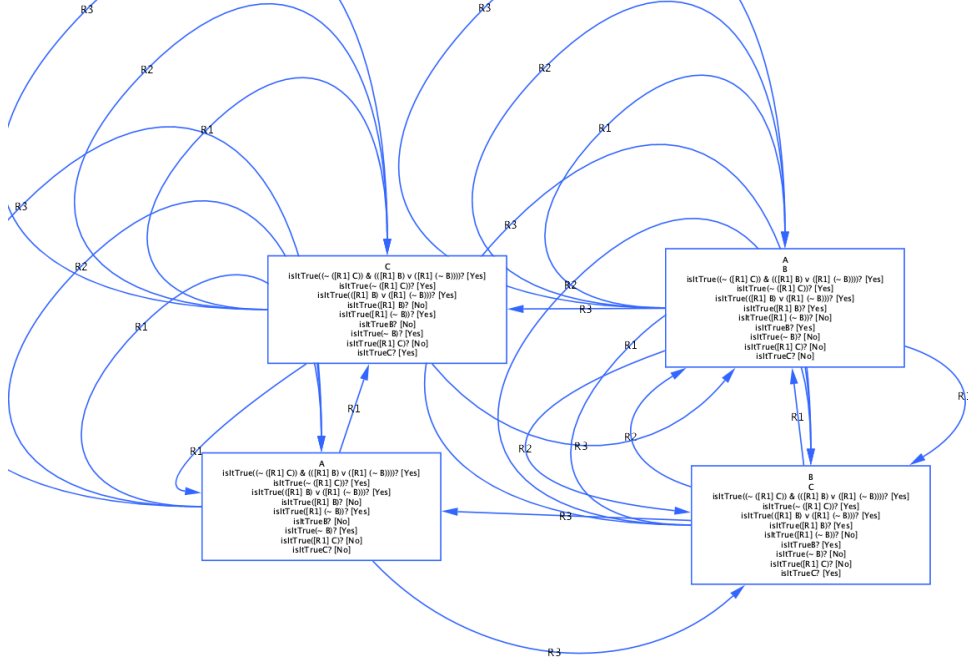 R3
R3
R2
R2
R1
R1
R3
R3
R2
R1
C
isItTrue((~ ([R1] C)) & (([R1] B) v ([R1] (~ B))))? [Yes]
isItTrue(~ ([R1] C))? [Yes]
isItTrue(([R1] B) v ([R1] (~ B)))? [Yes]
isItTrue([R1] B)? [No]
isItTrue([R1] (~ B))? [Yes]
isItTrueB? [No]
isItTrue(~ B)? [Yes]
isItTrue([R1] C)? [No]
isItTrueC? [Yes]
R2
R3
R1
A
B
isItTrue((~ ([R1] C)) & (([R1] B) v ([R1] (~ B))))? [Yes]
isItTrue(~ ([R1] C))? [Yes]
isItTrue(([R1] B) v ([R1] (~ B)))? [Yes]
isItTrue([R1] B)? [Yes]
isItTrue([R1] (~ B))? [No]
isItTrueB? [Yes]
isItTrue(~ B)? [No]
isItTrue([R1] C)? [No]
isItTrueC? [No]
R1
R1
R1
R1
R2
R3
R2
A
isItTrue((~ ([R1] C)) & (([R1] B) v ([R1] (~ B))))? [Yes]
isItTrue(~ ([R1] C))? [Yes]
isItTrue(([R1] B) v ([R1] (~ B)))? [Yes]
isItTrue([R1] B)? [No]
isItTrue([R1] (~ B))? [Yes]
isItTrueB? [No]
isItTrue(~ B)? [Yes]
isItTrue([R1] C)? [No]
isItTrueC? [No]
R3
B
C
isItTrue((~ ([R1] C)) & (([R1] B) v ([R1] (~ B))))? [Yes]
isItTrue(~ ([R1] C))? [Yes]
isItTrue(([R1] B) v ([R1] (~ B)))? [Yes]
isItTrue([R1] B)? [Yes]
isItTrue([R1] (~ B))? [No]
isItTrueB? [Yes]
isItTrue(~ B)? [No]
isItTrue([R1] C)? [No]
isItTrueC? [Yes]
R3